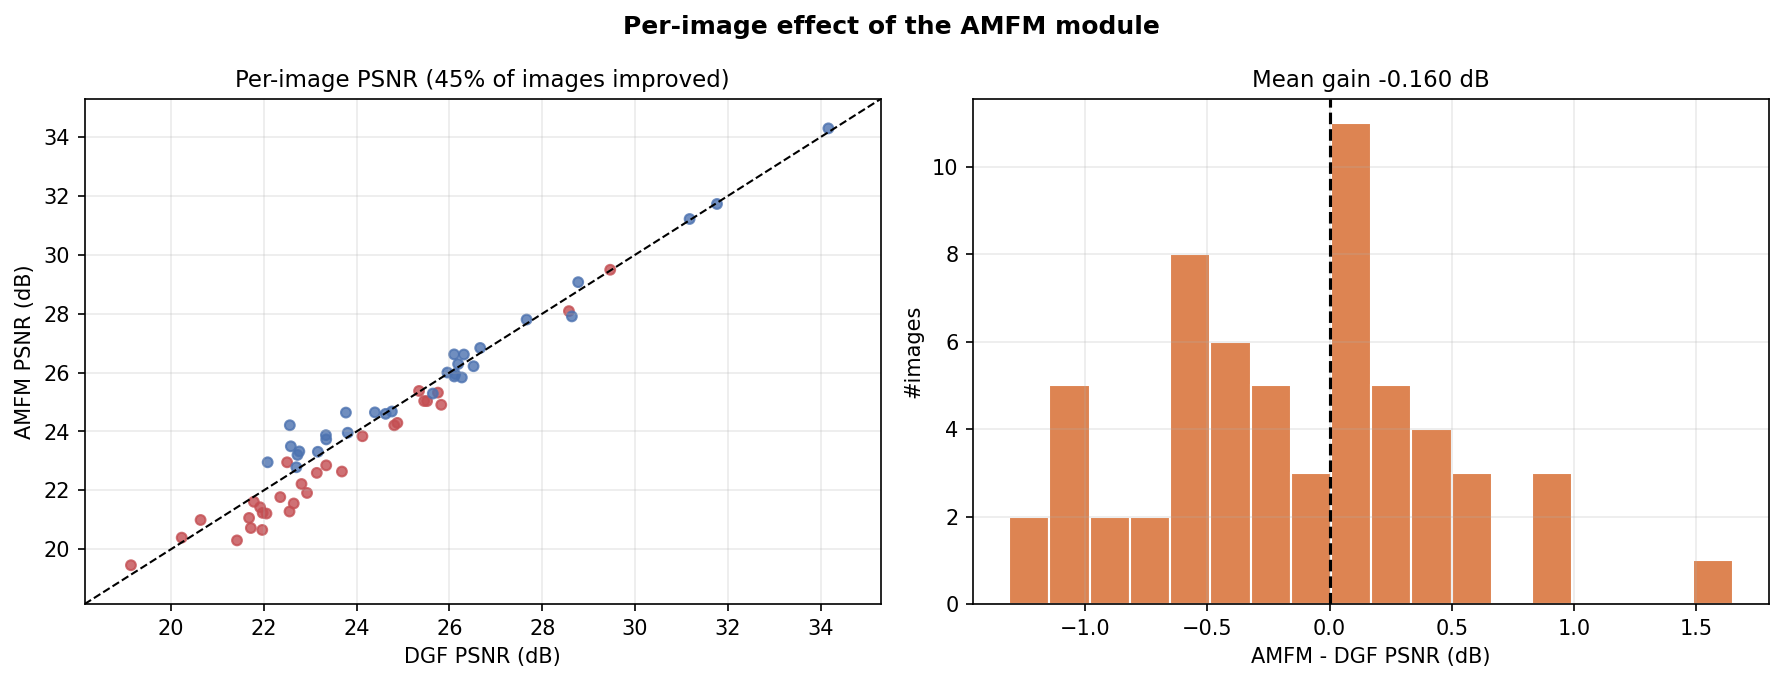 Per-image effect of the AMFM module
Per-image PSNR (45% of images improved)
AMFM PSNR (dB)
34
32
30
28
26
24
22
20
20 22 24 26 28 30 32 34
DGF PSNR (dB)
Mean gain -0.160 dB
#images
10
8
6
4
2
0
−1.0 −0.5 0.0 0.5 1.0 1.5
AMFM - DGF PSNR (dB)